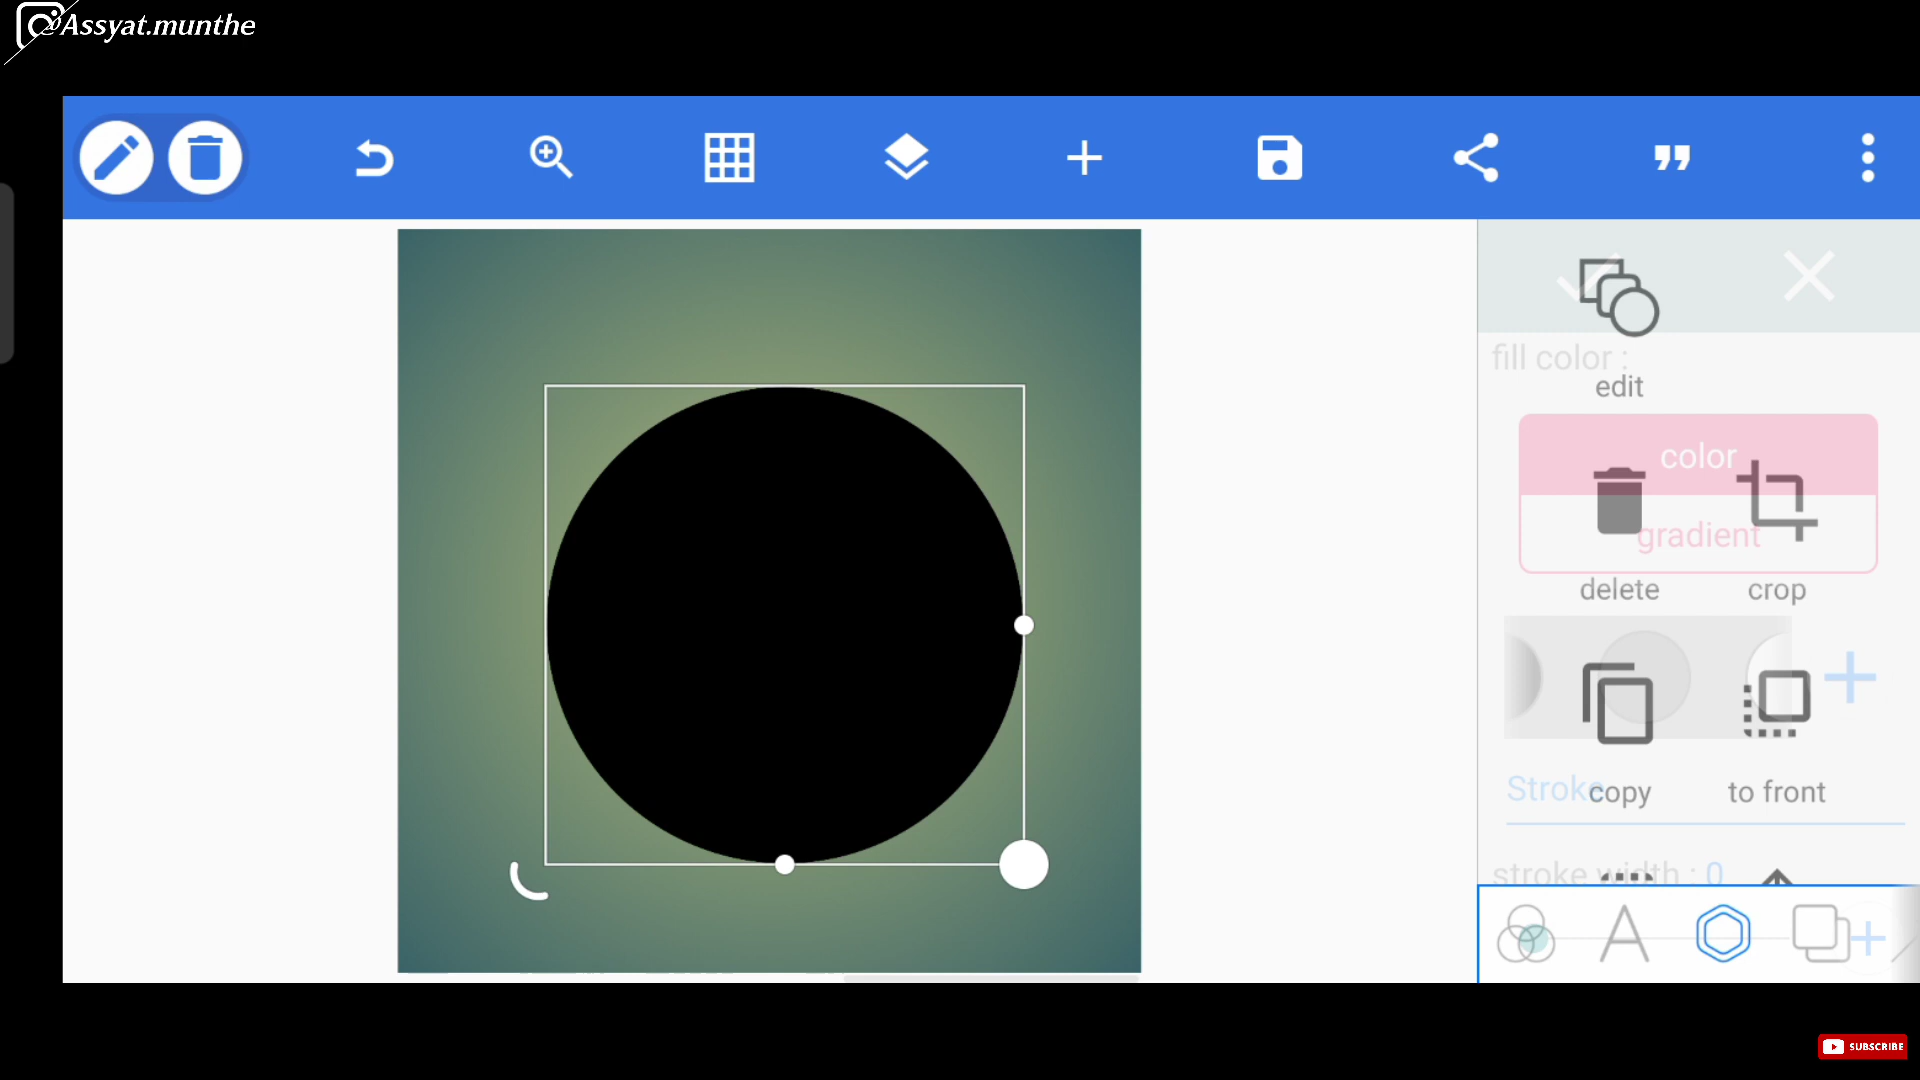 @Assyat.munthe
fill color :
edit
color
gradient
delete
crop
Stroke
copy
to front
stroke width : 0
SUBSCRIBE